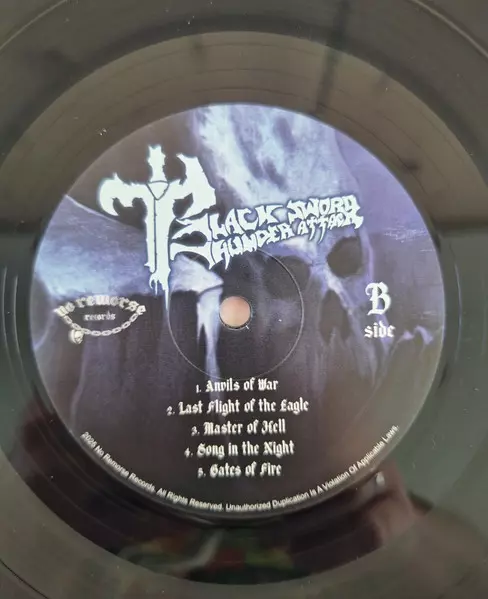 BLACK SWORD
THUNDER ATTACK
no remorse
records
B
side
1. Anvils of War
2. Last Flight of the Eagle
3. Master of Hell
4. Song in the Night
5. Gates of Fire
2025 No Remorse Records. All Rights Reserved. Unauthorized Duplication Is A Violation Of Applicable Laws.